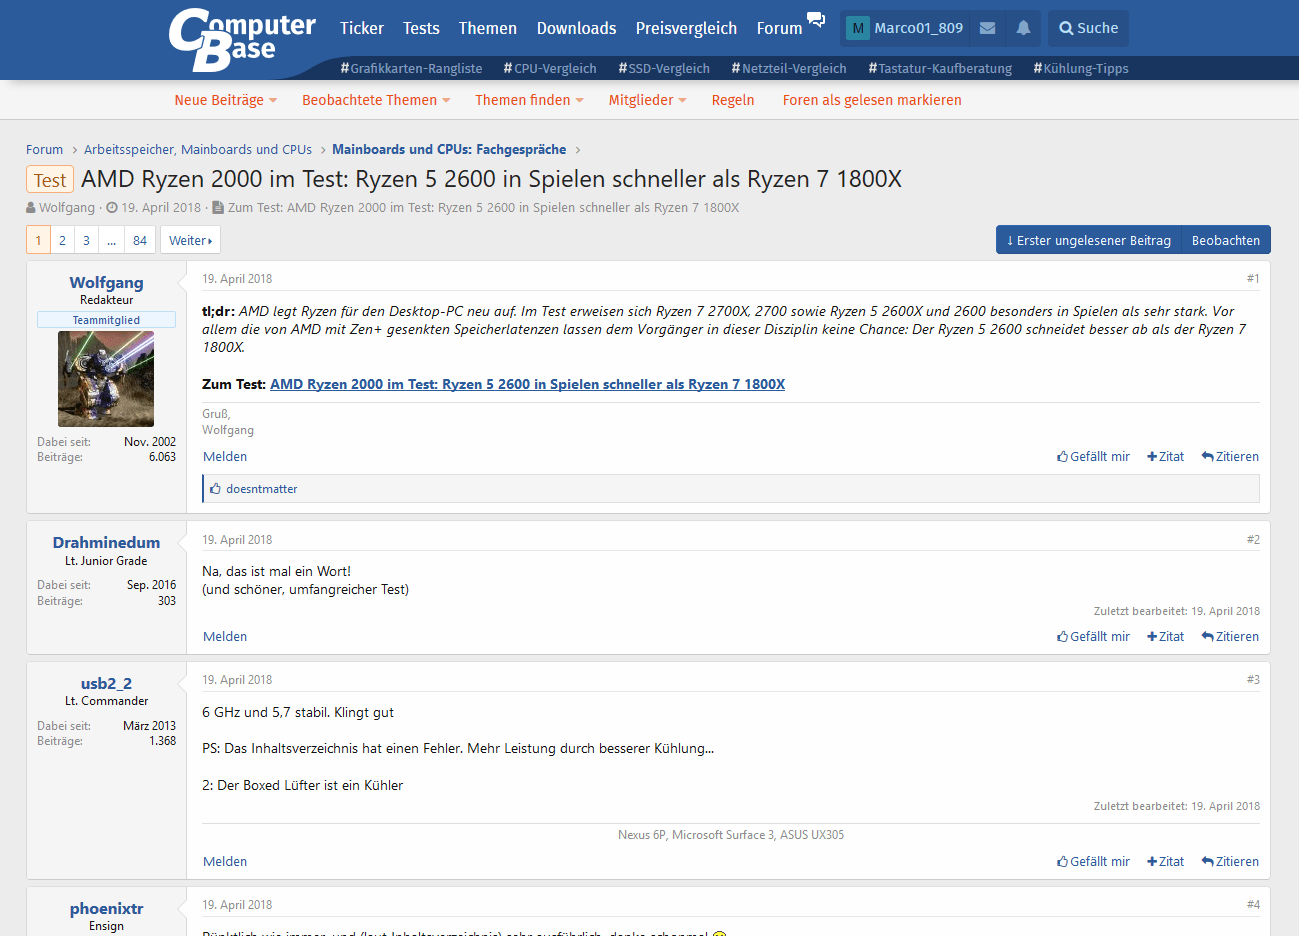 ComputerBase
Ticker Tests Themen Downloads Preisvergleich Forum M Marco01_809 Suche
#Grafikkarten-Rangliste #CPU-Vergleich #SSD-Vergleich #Netzteil-Vergleich #Tastatur-Kaufberatung #Kühlung-Tipps
Neue Beiträge Beobachtete Themen Themen finden Mitglieder Regeln Foren als gelesen markieren
Forum > Arbeitsspeicher, Mainboards und CPUs > Mainboards und CPUs: Fachgespräche >
Test AMD Ryzen 2000 im Test: Ryzen 5 2600 in Spielen schneller als Ryzen 7 1800X
Wolfgang · 19. April 2018 · Zum Test: AMD Ryzen 2000 im Test: Ryzen 5 2600 in Spielen schneller als Ryzen 7 1800X
1 2 3 ... 84 Weiter
↓ Erster ungelesener Beitrag Beobachten
Wolfgang
Redakteur
Teammitglied
Dabei seit: Nov. 2002
Beiträge: 6.063
19. April 2018 #1
tl;dr: AMD legt Ryzen für den Desktop-PC neu auf. Im Test erweisen sich Ryzen 7 2700X, 2700 sowie Ryzen 5 2600X und 2600 besonders in Spielen als sehr stark. Vor
allem die von AMD mit Zen+ gesenkten Speicherlatenzen lassen dem Vorgänger in dieser Disziplin keine Chance: Der Ryzen 5 2600 schneidet besser ab als der Ryzen 7
1800X.
Zum Test: AMD Ryzen 2000 im Test: Ryzen 5 2600 in Spielen schneller als Ryzen 7 1800X
Gruß,
Wolfgang
Melden Gefällt mir +Zitat Zitieren
doesntmatter
Drahminedum
Lt. Junior Grade
Dabei seit: Sep. 2016
Beiträge: 303
19. April 2018 #2
Na, das ist mal ein Wort!
(und schöner, umfangreicher Test)
Zuletzt bearbeitet: 19. April 2018
Melden Gefällt mir +Zitat Zitieren
usb2_2
Lt. Commander
Dabei seit: März 2013
Beiträge: 1.368
19. April 2018 #3
6 GHz und 5,7 stabil. Klingt gut
PS: Das Inhaltsverzeichnis hat einen Fehler. Mehr Leistung durch besserer Kühlung...
2: Der Boxed Lüfter ist ein Kühler
Zuletzt bearbeitet: 19. April 2018
Nexus 6P, Microsoft Surface 3, ASUS UX305
Melden Gefällt mir +Zitat Zitieren
phoenixtr
Ensign
19. April 2018 #4
Pünktlich wie immer und (laut Inhaltsverzeichnis) sehr ausführlich, danke schonmal